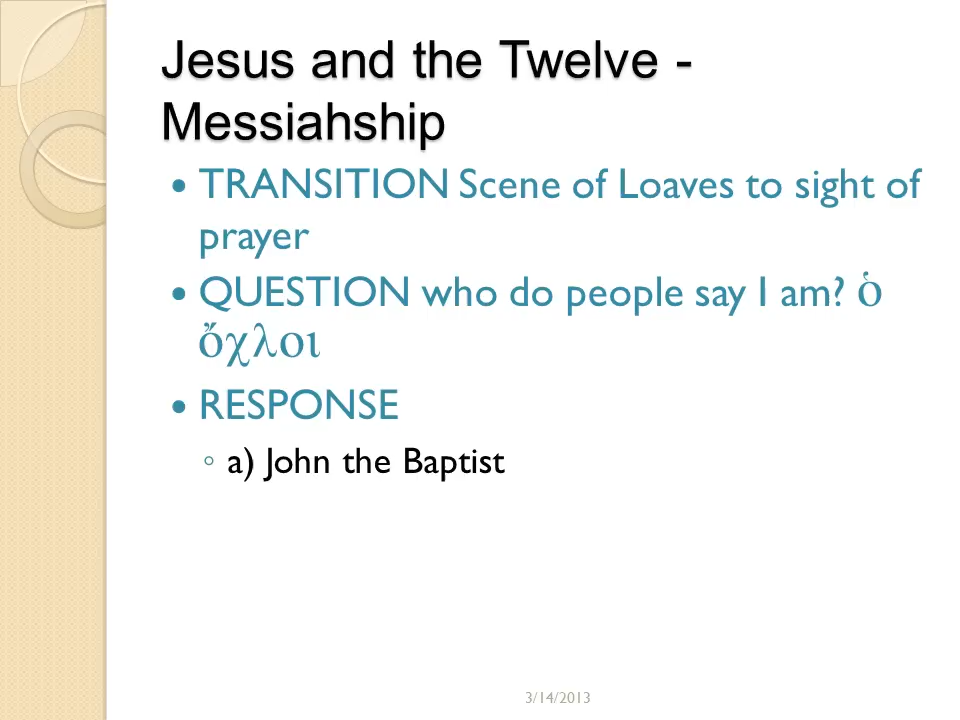 Jesus and the Twelve -
Messiahship
• TRANSITION Scene of Loaves to sight of
prayer
• QUESTION who do people say I am? ὁ
ὄχλοι
• RESPONSE
◦ a) John the Baptist
3/14/2013